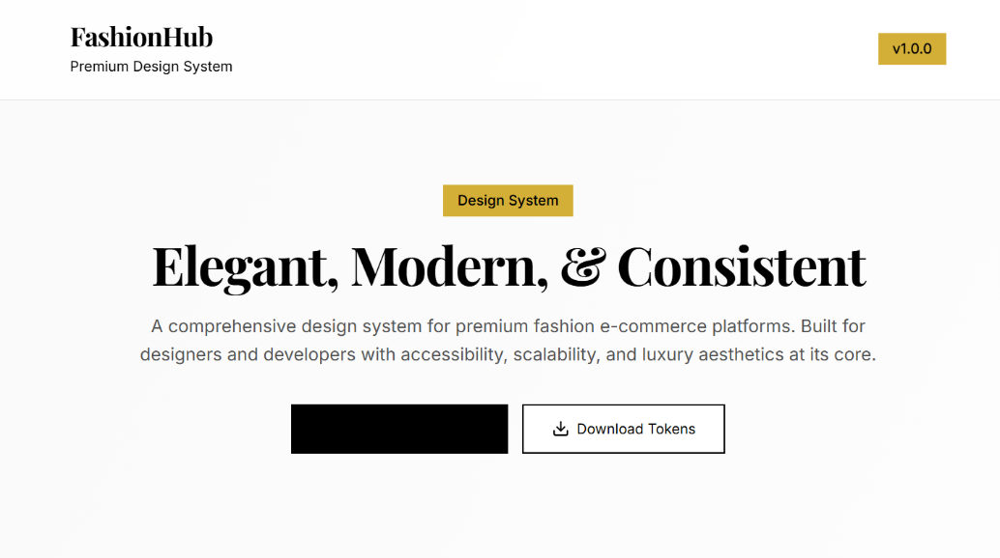 FashionHub
Premium Design System
v1.0.0
Design System
Elegant, Modern, & Consistent
A comprehensive design system for premium fashion e-commerce platforms. Built for
designers and developers with accessibility, scalability, and luxury aesthetics at its core.
Download Tokens